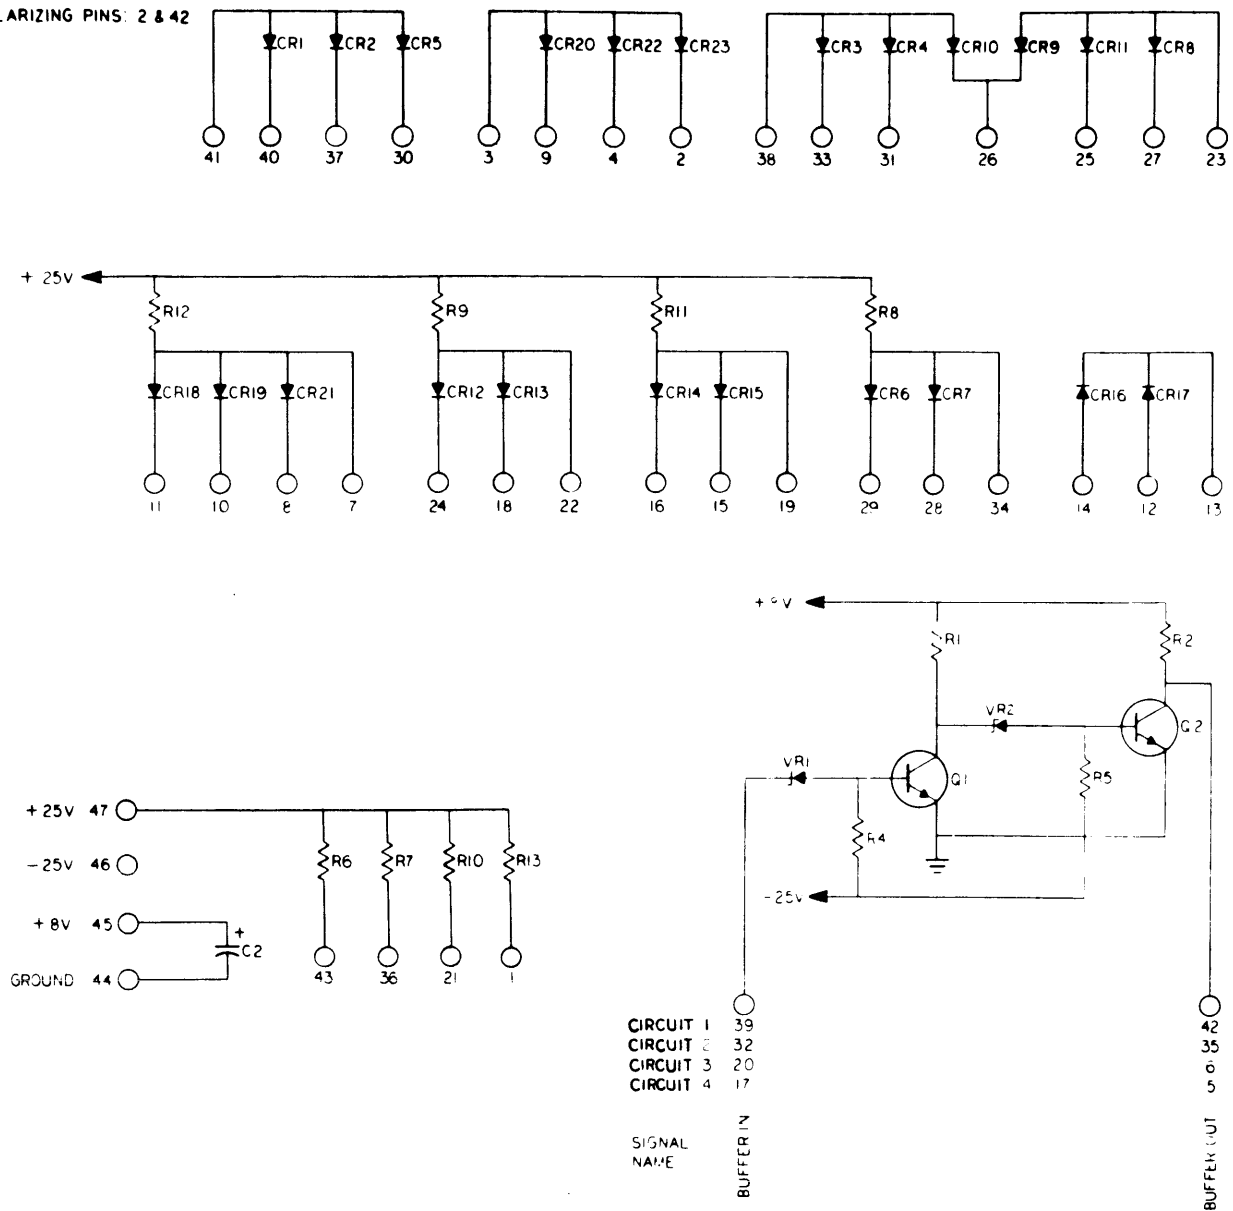 ARIZING PINS: 2 & 42
CR1 CR2 CR5 CR20 CR22 CR23 CR3 CR4 CR10 CR9 CR11 CR8
41 40 37 30 3 9 4 2 38 33 31 26 25 27 23
+ 25V
R12 R9 R11 R8
CR18 CR19 CR21 CR12 CR13 CR14 CR15 CR6 CR7 CR16 CR17
11 10 8 7 24 18 22 16 15 19 29 28 34 14 12 13
+ V
R1 R2
VR2 Q2
VR1 Q1 R5
+25V 47
R4
-25V 46 R6 R7 R10 R13
-25V
+8V 45
+
C2
GROUND 44 43 36 21 1
CIRCUIT 1 39 42
CIRCUIT 2 32 35
CIRCUIT 3 20 6
CIRCUIT 4 17 5
SIGNAL
NAME
BUFFER IN
BUFFER OUT